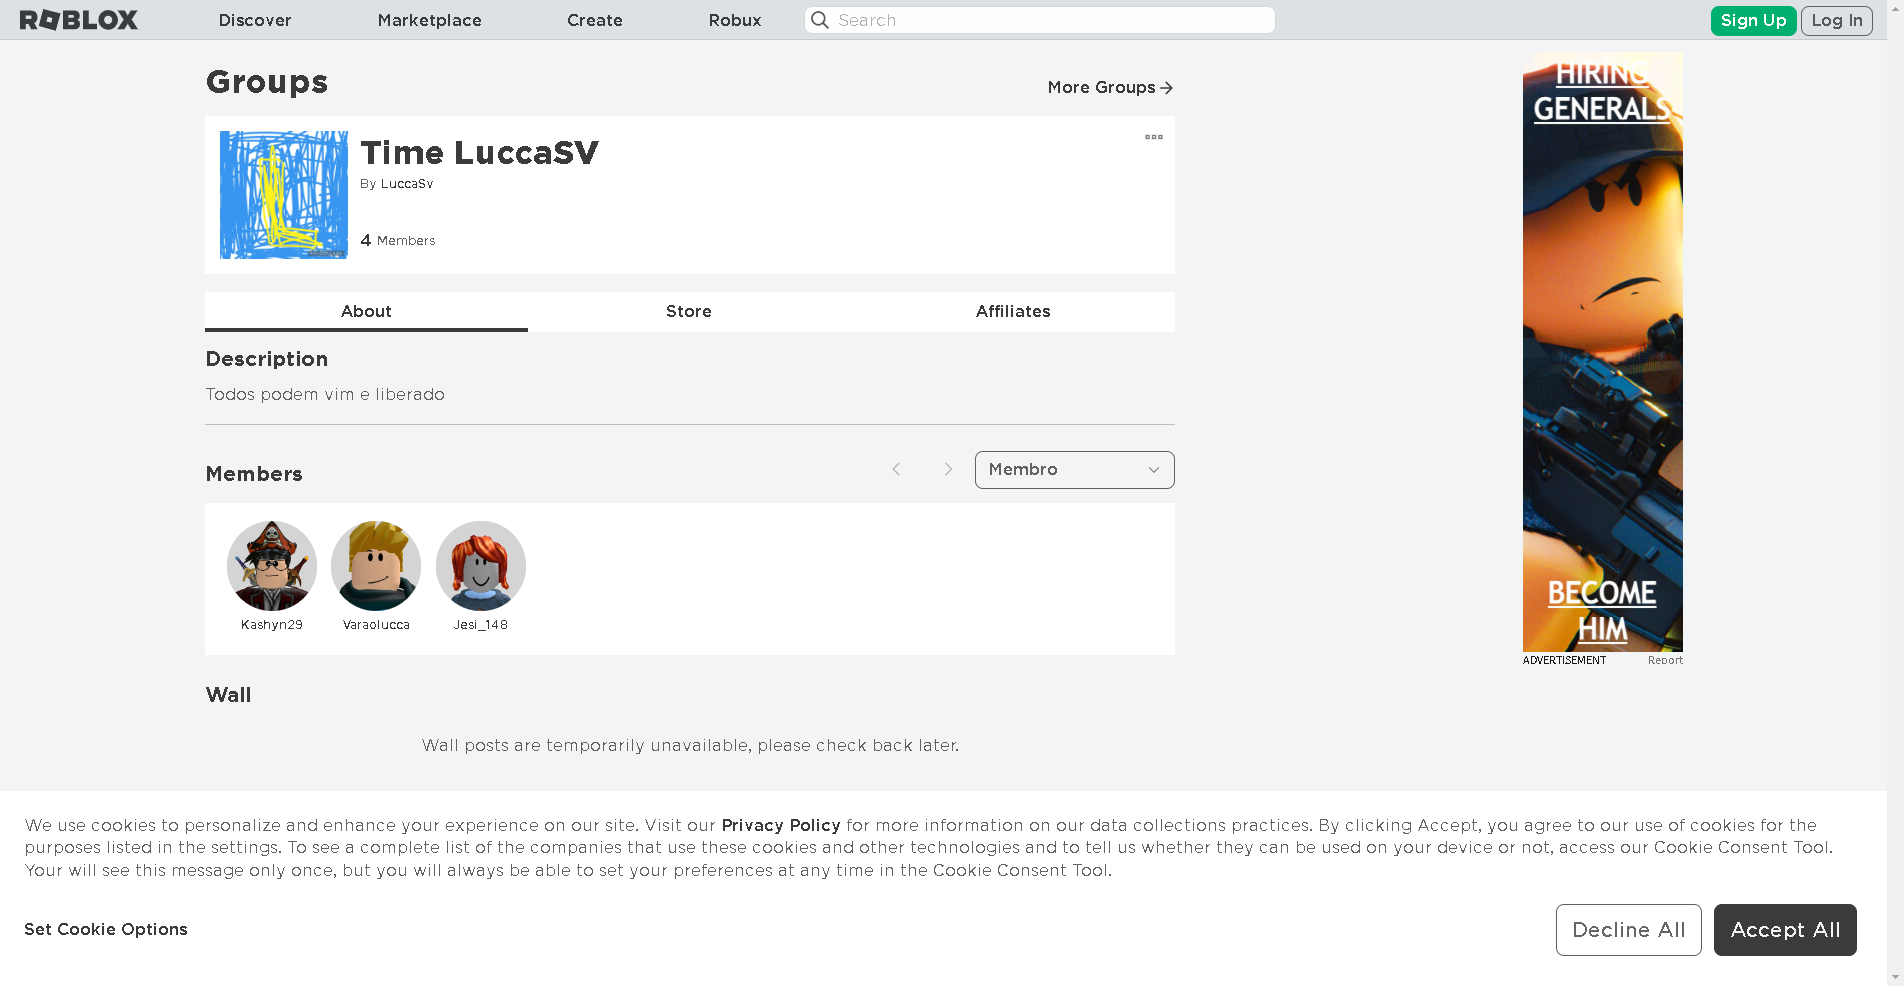 ROBLOX
Discover
Marketplace
Create
Robux
Search
Sign Up
Log In
Groups
More Groups
Time LuccaSV
By LuccaSv
4 Members
About
Store
Affiliates
Description
Todos podem vim e liberado
Members
Membro
Kashyn29
Varaolucca
Jesi_148
Wall
Wall posts are temporarily unavailable, please check back later.
HIRING
GENERALS
BECOME
HIM
ADVERTISEMENT
Report
We use cookies to personalize and enhance your experience on our site. Visit our Privacy Policy for more information on our data collections practices. By clicking Accept, you agree to our use of cookies for the
purposes listed in the settings. To see a complete list of the companies that use these cookies and other technologies and to tell us whether they can be used on your device or not, access our Cookie Consent Tool.
Your will see this message only once, but you will always be able to set your preferences at any time in the Cookie Consent Tool.
Set Cookie Options
Decline All
Accept All